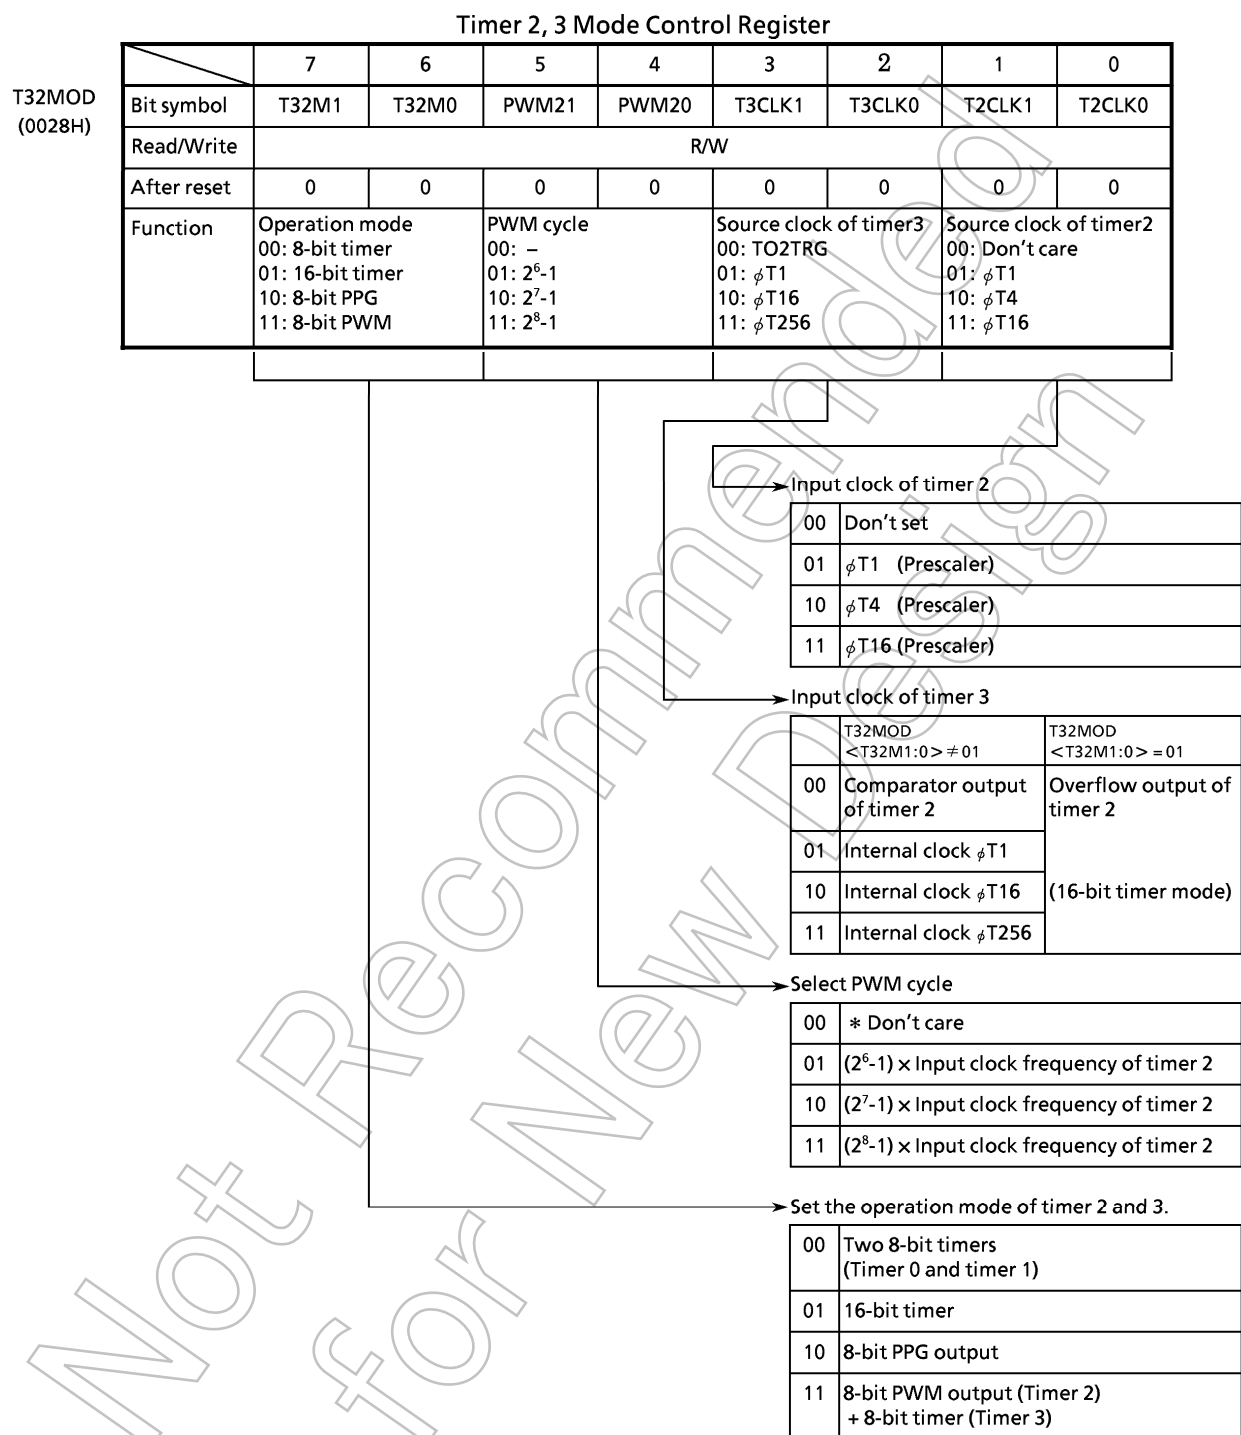 Timer 2, 3 Mode Control Register
T32MOD
(0028H)
7 6 5 4 3 2 1 0
Bit symbol T32M1 T32M0 PWM21 PWM20 T3CLK1 T3CLK0 T2CLK1 T2CLK0
Read/Write R/W
After reset 0 0 0 0 0 0 0 0
Function Operation mode PWM cycle Source clock of timer3 Source clock of timer2
00: 8-bit timer 00: – 00: TO2TRG 00: Don't care
01: 16-bit timer 01: 2⁶-1 01: ϕT1 01: ϕT1
10: 8-bit PPG 10: 2⁷-1 10: ϕT16 10: ϕT4
11: 8-bit PWM 11: 2⁸-1 11: ϕT256 11: ϕT16
Input clock of timer 2
00 Don't set
01 ϕT1 (Prescaler)
10 ϕT4 (Prescaler)
11 ϕT16 (Prescaler)
Input clock of timer 3
T32MOD T32MOD
<T32M1:0> ≠ 01 <T32M1:0> = 01
00 Comparator output Overflow output of
of timer 2 timer 2
01 Internal clock ϕT1
10 Internal clock ϕT16 (16-bit timer mode)
11 Internal clock ϕT256
Select PWM cycle
00 * Don't care
01 (2⁶-1) × Input clock frequency of timer 2
10 (2⁷-1) × Input clock frequency of timer 2
11 (2⁸-1) × Input clock frequency of timer 2
Set the operation mode of timer 2 and 3.
00 Two 8-bit timers
(Timer 0 and timer 1)
01 16-bit timer
10 8-bit PPG output
11 8-bit PWM output (Timer 2)
+ 8-bit timer (Timer 3)
Not Recommended
for New Design